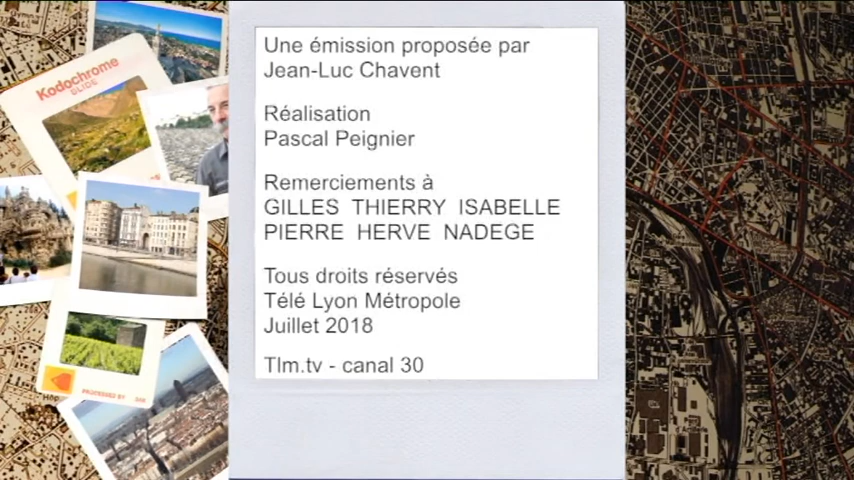 Kodochrome
SLIDE
Une émission proposée par
Jean-Luc Chavent
Réalisation
Pascal Peignier
Remerciements à
GILLES THIERRY ISABELLE
PIERRE HERVE NADEGE
Tous droits réservés
Télé Lyon Métropole
Juillet 2018
Tlm.tv - canal 30